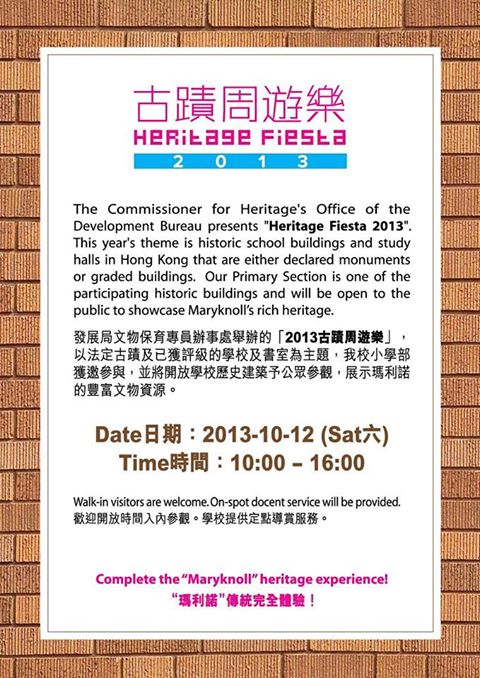 古蹟周遊樂
Heritage Fiesta
2013
The Commissioner for Heritage's Office of the
Development Bureau presents "Heritage Fiesta 2013".
This year's theme is historic school buildings and study
halls in Hong Kong that are either declared monuments
or graded buildings. Our Primary Section is one of the
participating historic buildings and will be open to the
public to showcase Maryknoll's rich heritage.
發展局文物保育專員辦事處舉辦的「2013古蹟周遊樂」，
以法定古蹟及已獲評級的學校及書室為主題，我校小學部
獲邀參與，並將開放學校歷史建築予公眾參觀，展示瑪利諾
的豐富文物資源。
Date日期：2013-10-12 (Sat六)
Time時間：10:00 – 16:00
Walk-in visitors are welcome. On-spot docent service will be provided.
歡迎開放時間入內參觀。學校提供定點導賞服務。
Complete the “Maryknoll” heritage experience!
“瑪利諾”傳統完全體驗！